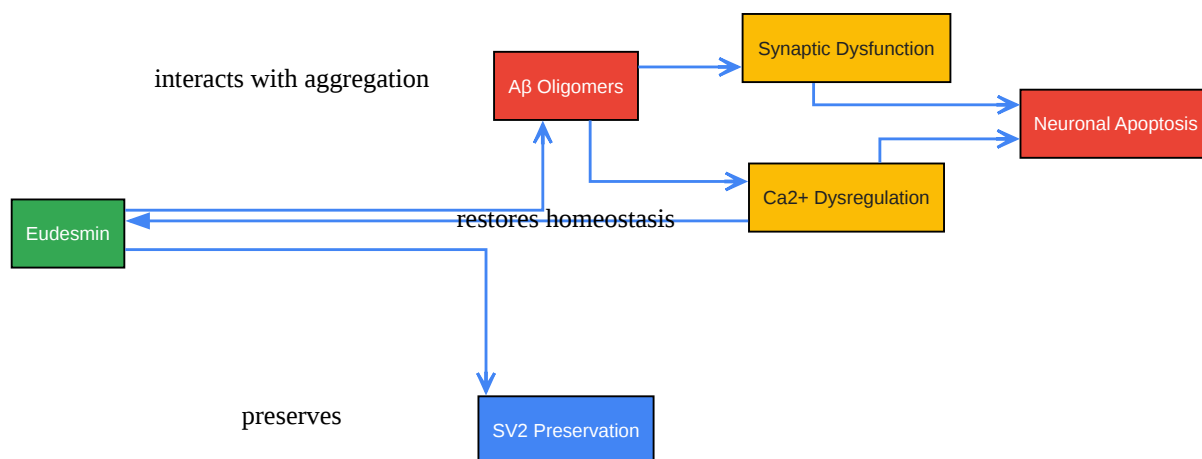 Synaptic Dysfunction
interacts with aggregation
Aβ Oligomers
Neuronal Apoptosis
Ca2+ Dysregulation
restores homeostasis
Eudesmin
preserves
SV2 Preservation